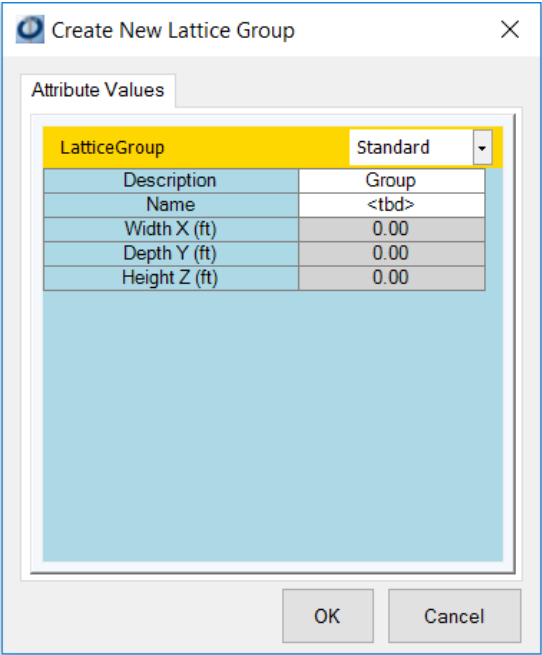 Create New Lattice Group
Attribute Values
LatticeGroup Standard
Description Group
Name <tbd>
Width X (ft) 0.00
Depth Y (ft) 0.00
Height Z (ft) 0.00
OK Cancel